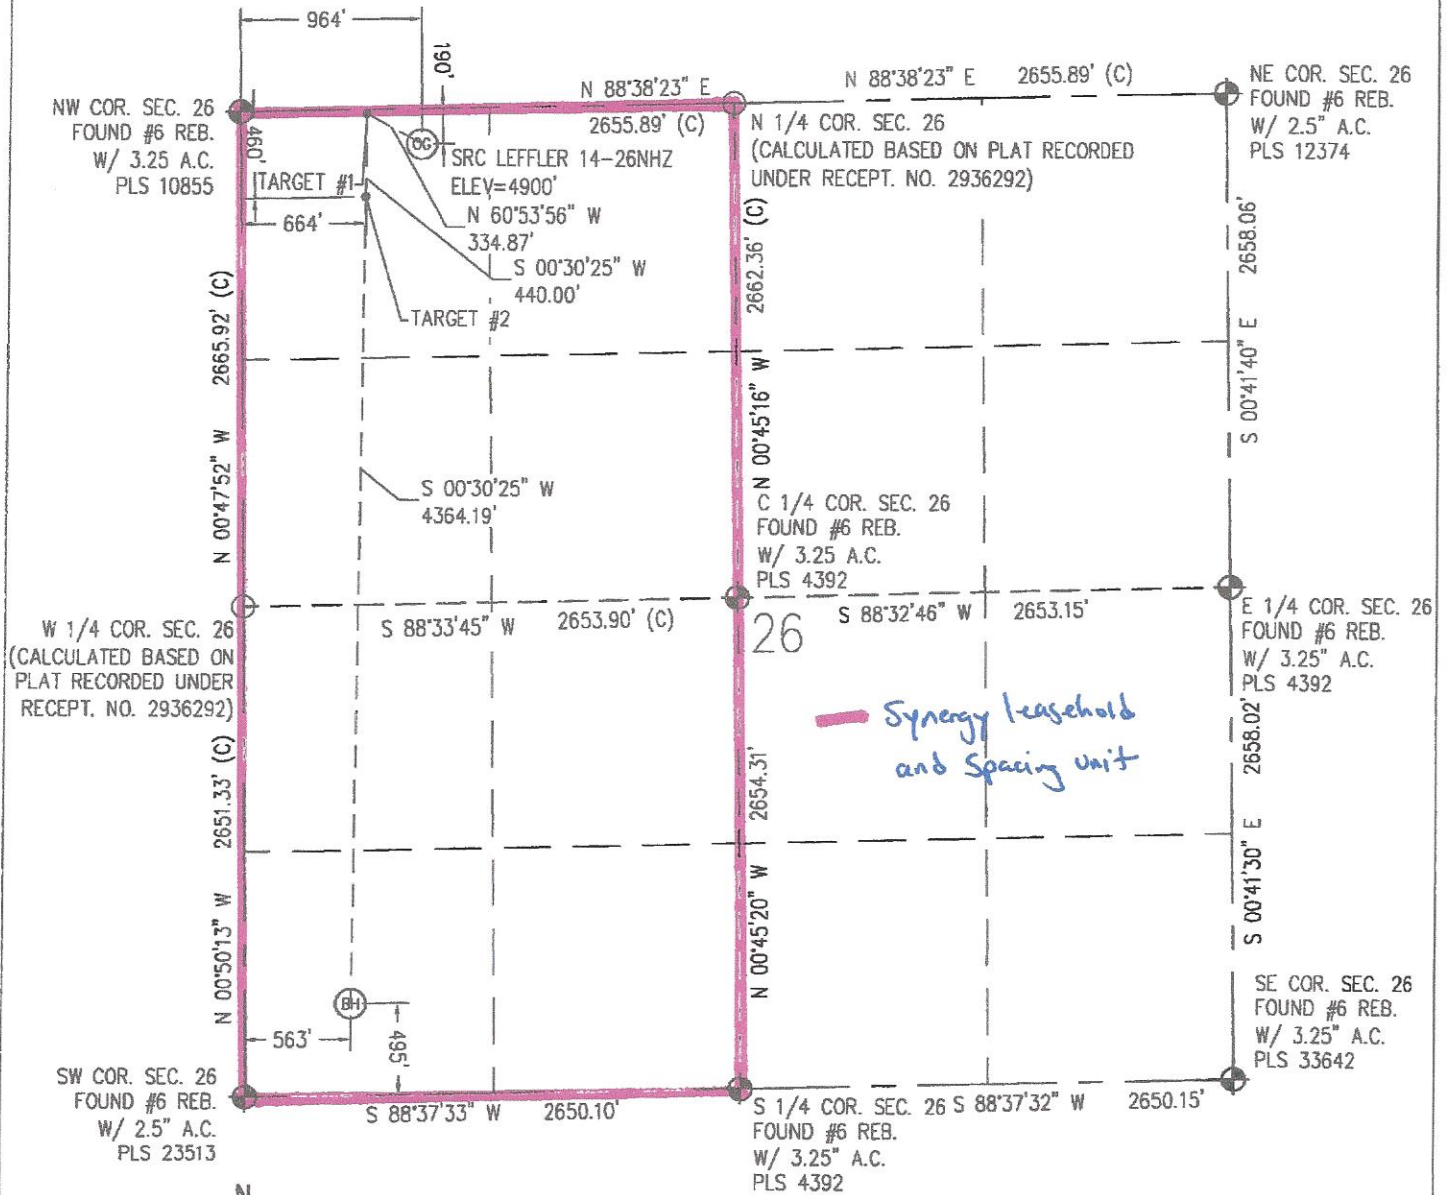 964'
190'
N 88°38'23" E
2655.89' (C)
N 88°38'23" E 2655.89' (C)
NW COR. SEC. 26
FOUND #6 REB.
W/ 3.25 A.C.
PLS 10855
NE COR. SEC. 26
FOUND #6 REB.
W/ 2.5" A.C.
PLS 12374
N 1/4 COR. SEC. 26
(CALCULATED BASED ON PLAT RECORDED
UNDER RECEPT. NO. 2936292)
460'
OG
SRC LEFFLER 14-26NHZ
ELEV=4900'
TARGET #1
664'
N 60°53'56" W
334.87'
S 00°30'25" W
440.00'
TARGET #2
N 00°47'52" W 2665.92' (C)
N 00°45'16" W 2662.36' (C)
S 00°41'40" E 2658.06'
S 00°30'25" W
4364.19'
C 1/4 COR. SEC. 26
FOUND #6 REB.
W/ 3.25 A.C.
PLS 4392
S 88°33'45" W 2653.90' (C)
S 88°32'46" W 2653.15'
26
W 1/4 COR. SEC. 26
(CALCULATED BASED ON
PLAT RECORDED UNDER
RECEPT. NO. 2936292)
E 1/4 COR. SEC. 26
FOUND #6 REB.
W/ 3.25" A.C.
PLS 4392
Synergy leasehold
and Spacing unit
N 00°50'13" W 2651.33' (C)
N 00°45'20" W 2654.31'
S 00°41'30" E 2658.02'
BH
563'
495'
SW COR. SEC. 26
FOUND #6 REB.
W/ 2.5" A.C.
PLS 23513
S 88°37'33" W 2650.10'
S 1/4 COR. SEC. 26
FOUND #6 REB.
W/ 3.25" A.C.
PLS 4392
S 88°37'32" W 2650.15'
SE COR. SEC. 26
FOUND #6 REB.
W/ 3.25" A.C.
PLS 33642
N